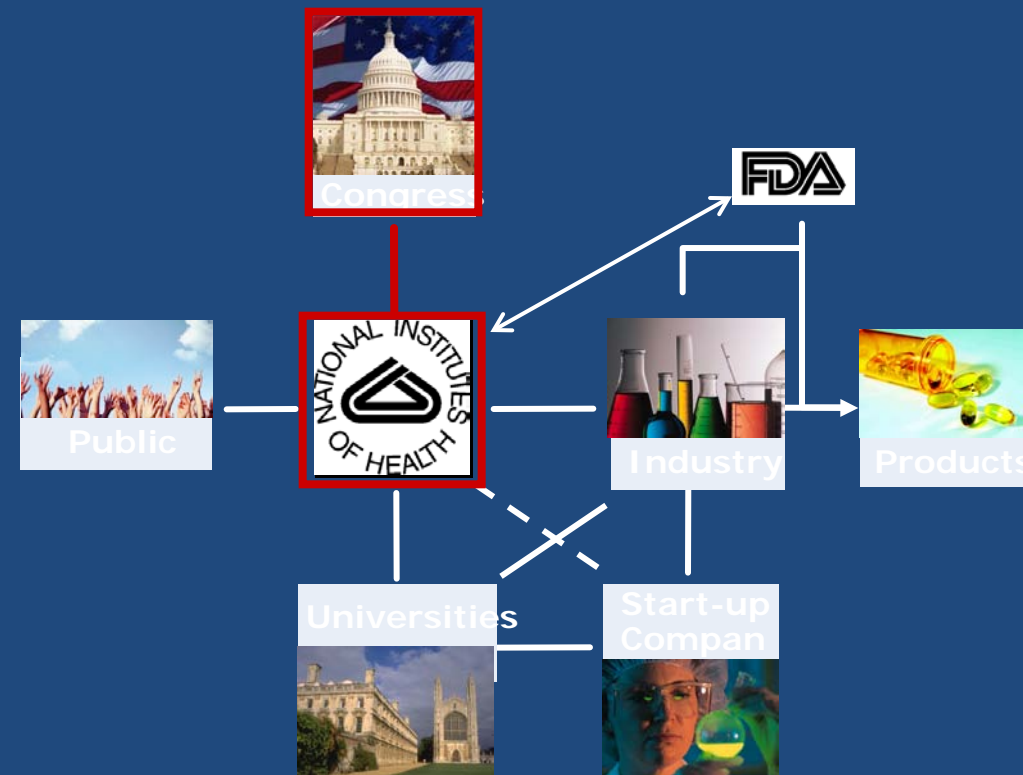 Congress
FDA
NATIONAL INSTITUTES
OF HEALTH
Public
Industry
Products
Universities
Start-up
Compan